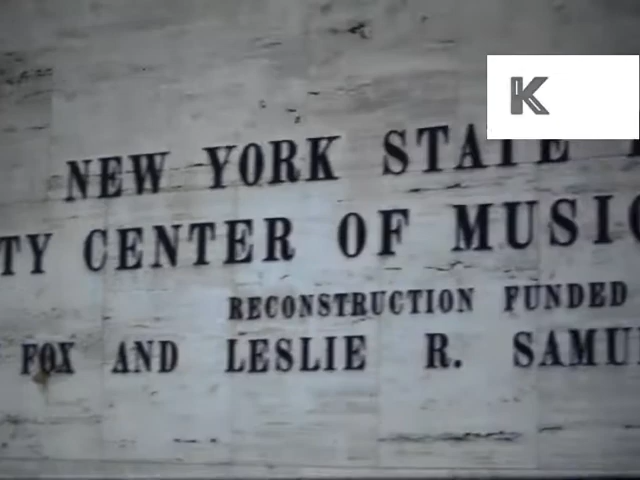 K
NEW YORK STATE
TY CENTER OF MUSIC
RECONSTRUCTION FUNDED
FOX AND LESLIE R. SAMU